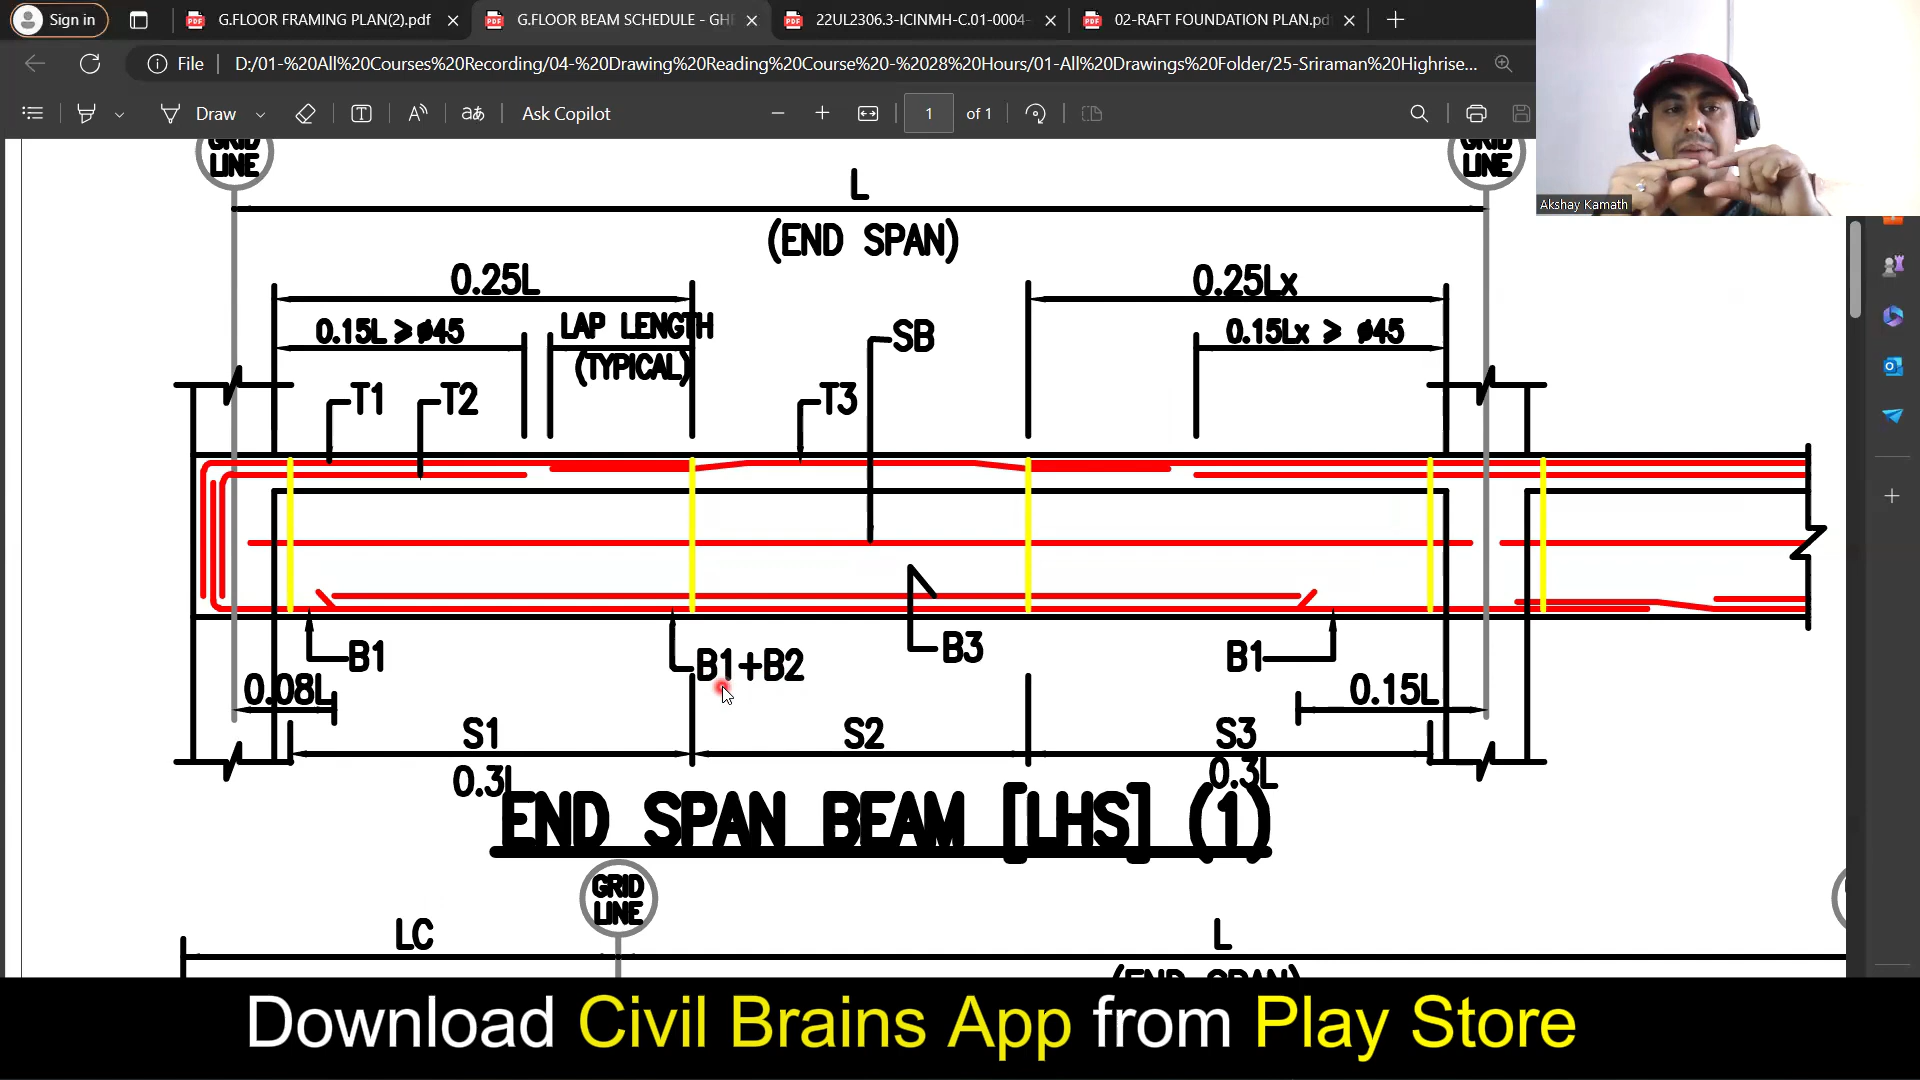 Sign in
G.FLOOR FRAMING PLAN(2).pdf
G.FLOOR BEAM SCHEDULE - GH
22UL2306.3-ICINMH-C.01-0004-
02-RAFT FOUNDATION PLAN.pd
File
D:/01-%20All%20Courses%20Recording/04-%20Drawing%20Reading%20Course%20-%2028%20Hours/01-All%20Drawings%20Folder/25-Sriraman%20Highrise...
Draw
Ask Copilot
1
of 1
Akshay Kamath
GRID
LINE
GRID
LINE
L
(END SPAN)
0.25L
0.25Lx
0.15L ≥ ø45
LAP LENGTH
(TYPICAL)
SB
0.15Lx ≥ ø45
T1
T2
T3
B1
B1+B2
B3
B1
0.08L
0.15L
S1
S2
S3
0.3L
0.3L
END SPAN BEAM [LHS] (1)
GRID
LINE
LC
L
(END SPAN)
Download Civil Brains App from Play Store